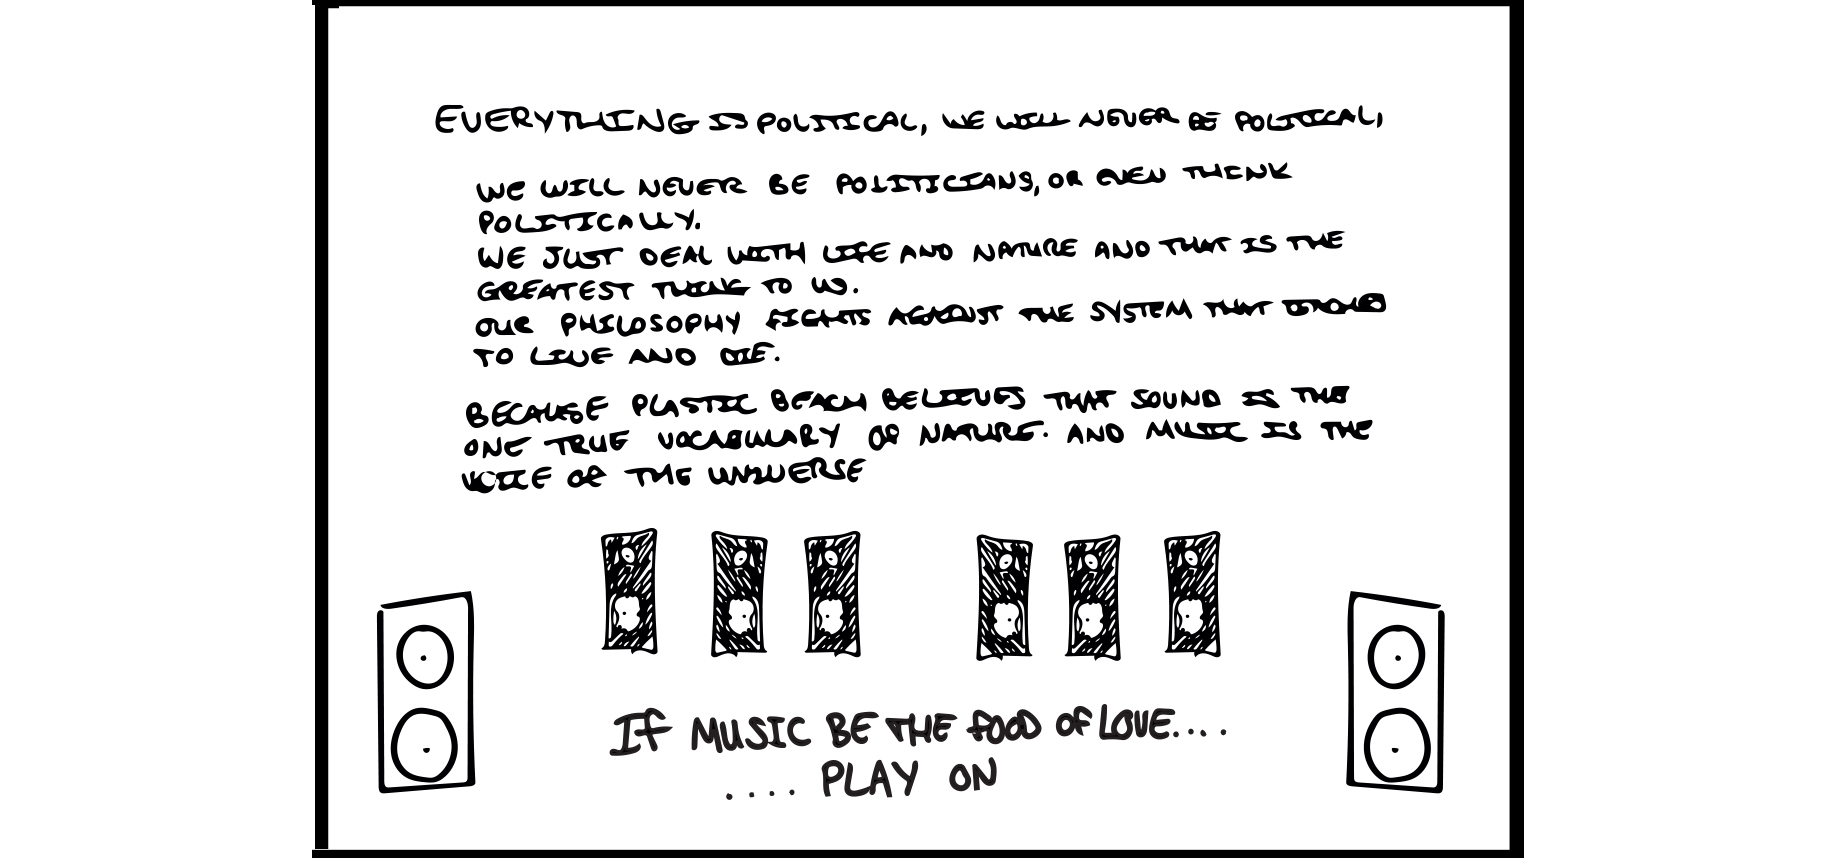 EVERYTHING IS POLITICAL, WE WILL NEVER BE POLITICAL,
WE WILL NEVER BE POLITICIANS, OR EVEN THINK
POLITICALLY.
WE JUST DEAL WITH LIFE AND NATURE AND THAT IS THE
GREATEST THING TO US.
OUR PHILOSOPHY FIGHTS AGAINST THE SYSTEM THAT
TO LIVE AND DIE.
BECAUSE PLASTIC BEACH BELIEVES THAT SOUND IS THE
ONE TRUE VOCABULARY OF NATURE. AND MUSIC IS THE
VOICE OF THE UNIVERSE
IF MUSIC BE THE FOOD OF LOVE....
.... PLAY ON